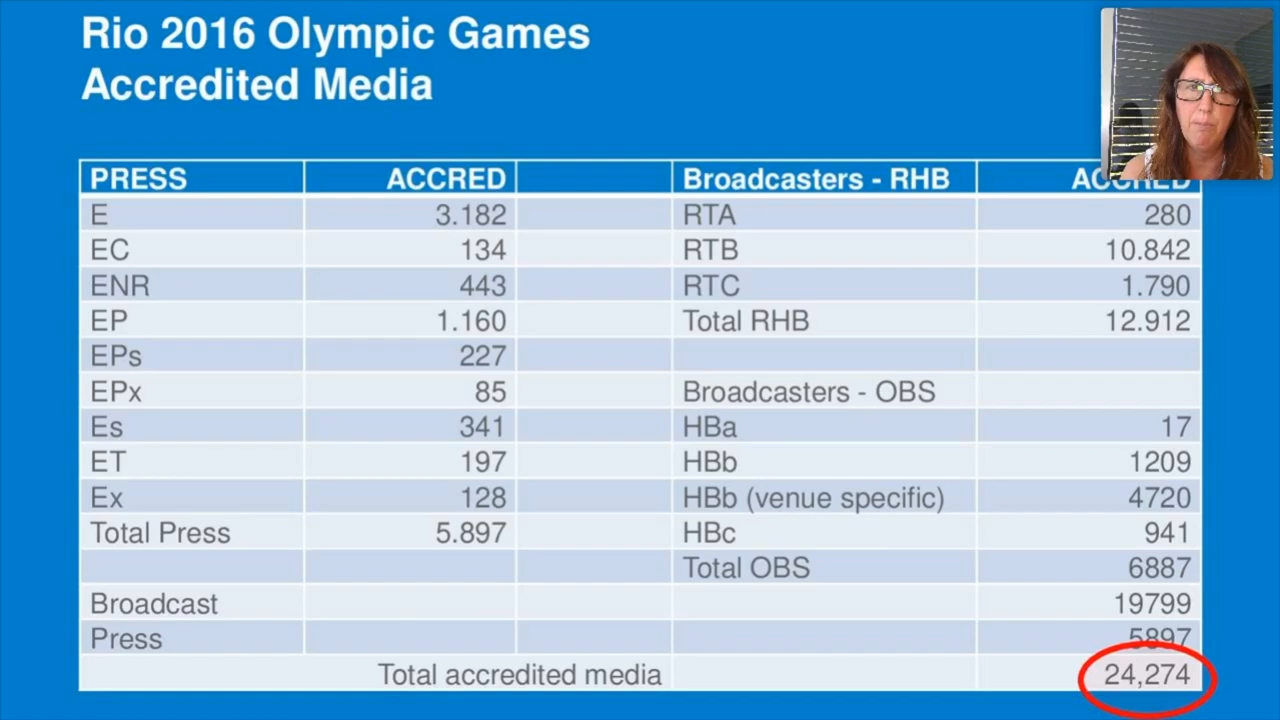 Rio 2016 Olympic Games
Accredited Media
PRESS ACCRED Broadcasters - RHB ACCRED
E 3.182 RTA 280
EC 134 RTB 10.842
ENR 443 RTC 1.790
EP 1.160 Total RHB 12.912
EPs 227
EPx 85 Broadcasters - OBS
Es 341 HBa 17
ET 197 HBb 1209
Ex 128 HBb (venue specific) 4720
Total Press 5.897 HBc 941
Total OBS 6887
Broadcast 19799
Press 5897
Total accredited media 24,274